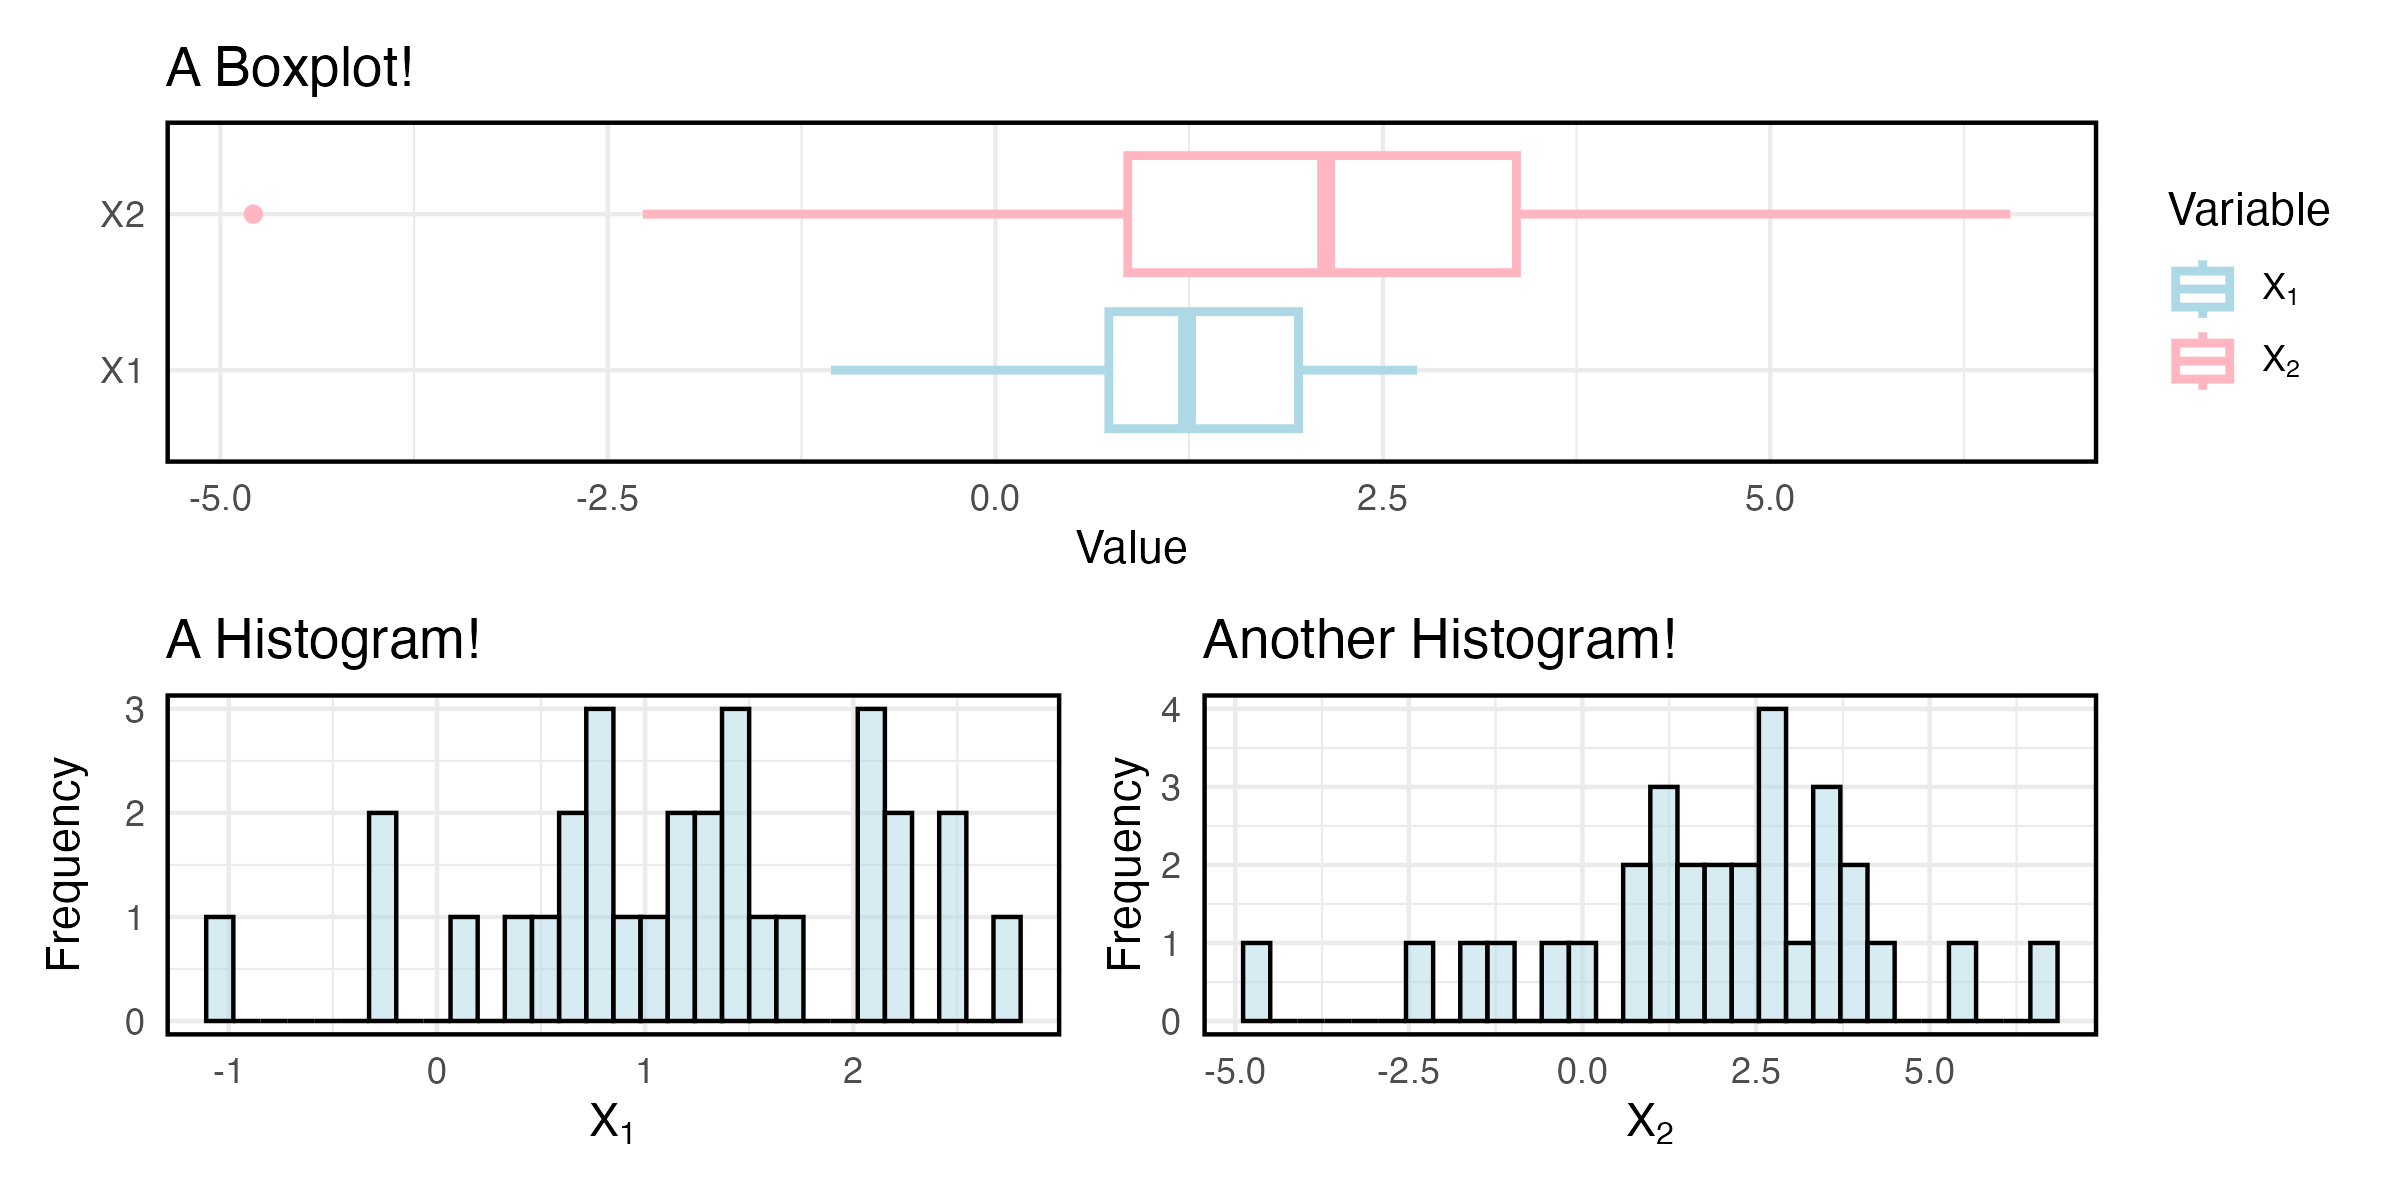 A Boxplot!
X2
X1
-5.0 -2.5 0.0 2.5 5.0
Value
Variable
X₁
X₂
A Histogram!
Frequency
3
2
1
0
-1 0 1 2
X₁
Another Histogram!
Frequency
4
3
2
1
0
-5.0 -2.5 0.0 2.5 5.0
X₂